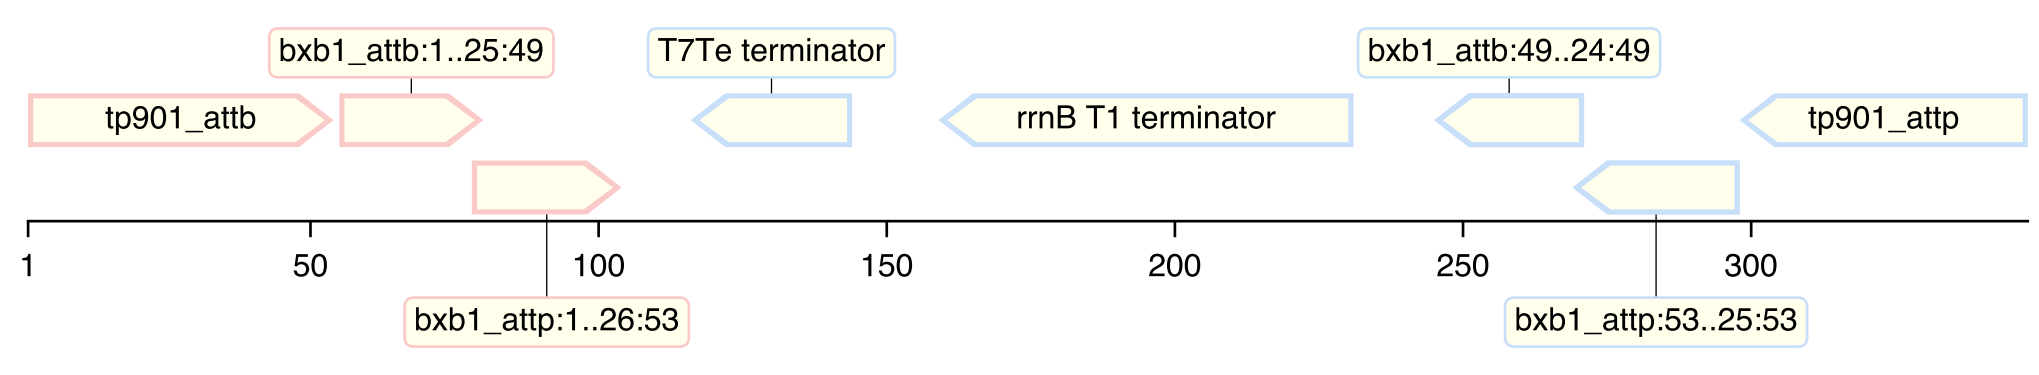 bxb1_attb:1..25:49
T7Te terminator
bxb1_attb:49..24:49
tp901_attb
rrnB T1 terminator
tp901_attp
1
50
100
150
200
250
300
bxb1_attp:1..26:53
bxb1_attp:53..25:53